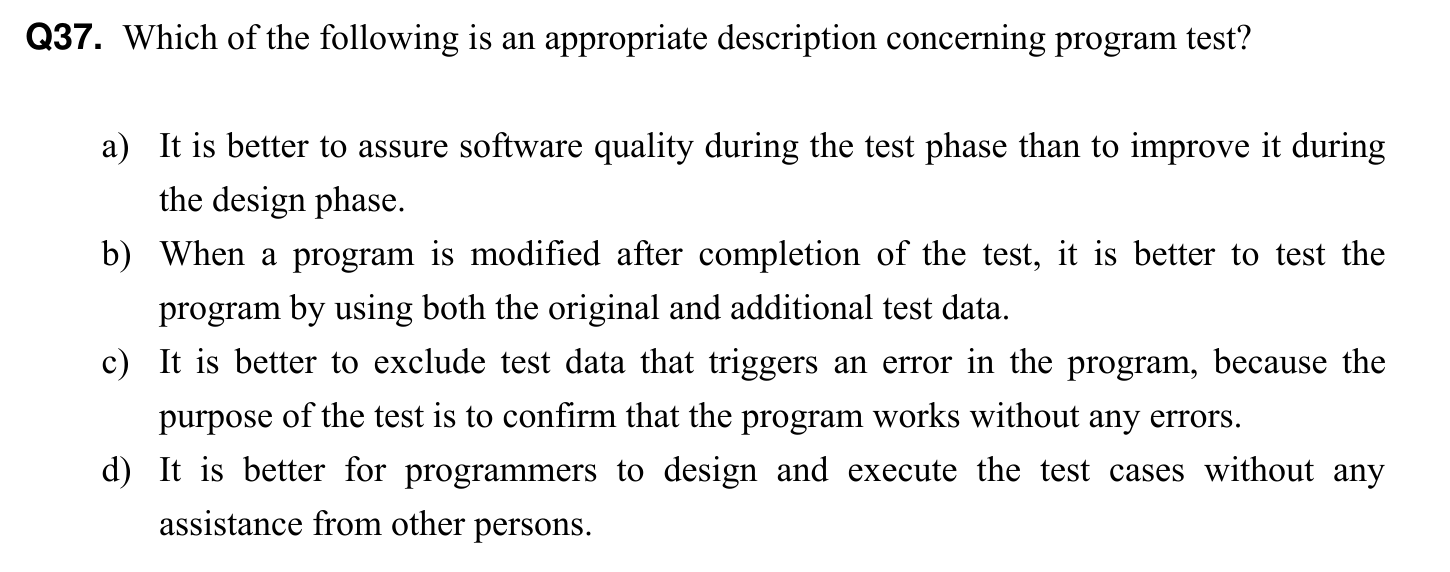 Q37. Which of the following is an appropriate description concerning program test?
a) It is better to assure software quality during the test phase than to improve it during
the design phase.
b) When a program is modified after completion of the test, it is better to test the
program by using both the original and additional test data.
c) It is better to exclude test data that triggers an error in the program, because the
purpose of the test is to confirm that the program works without any errors.
d) It is better for programmers to design and execute the test cases without any
assistance from other persons.